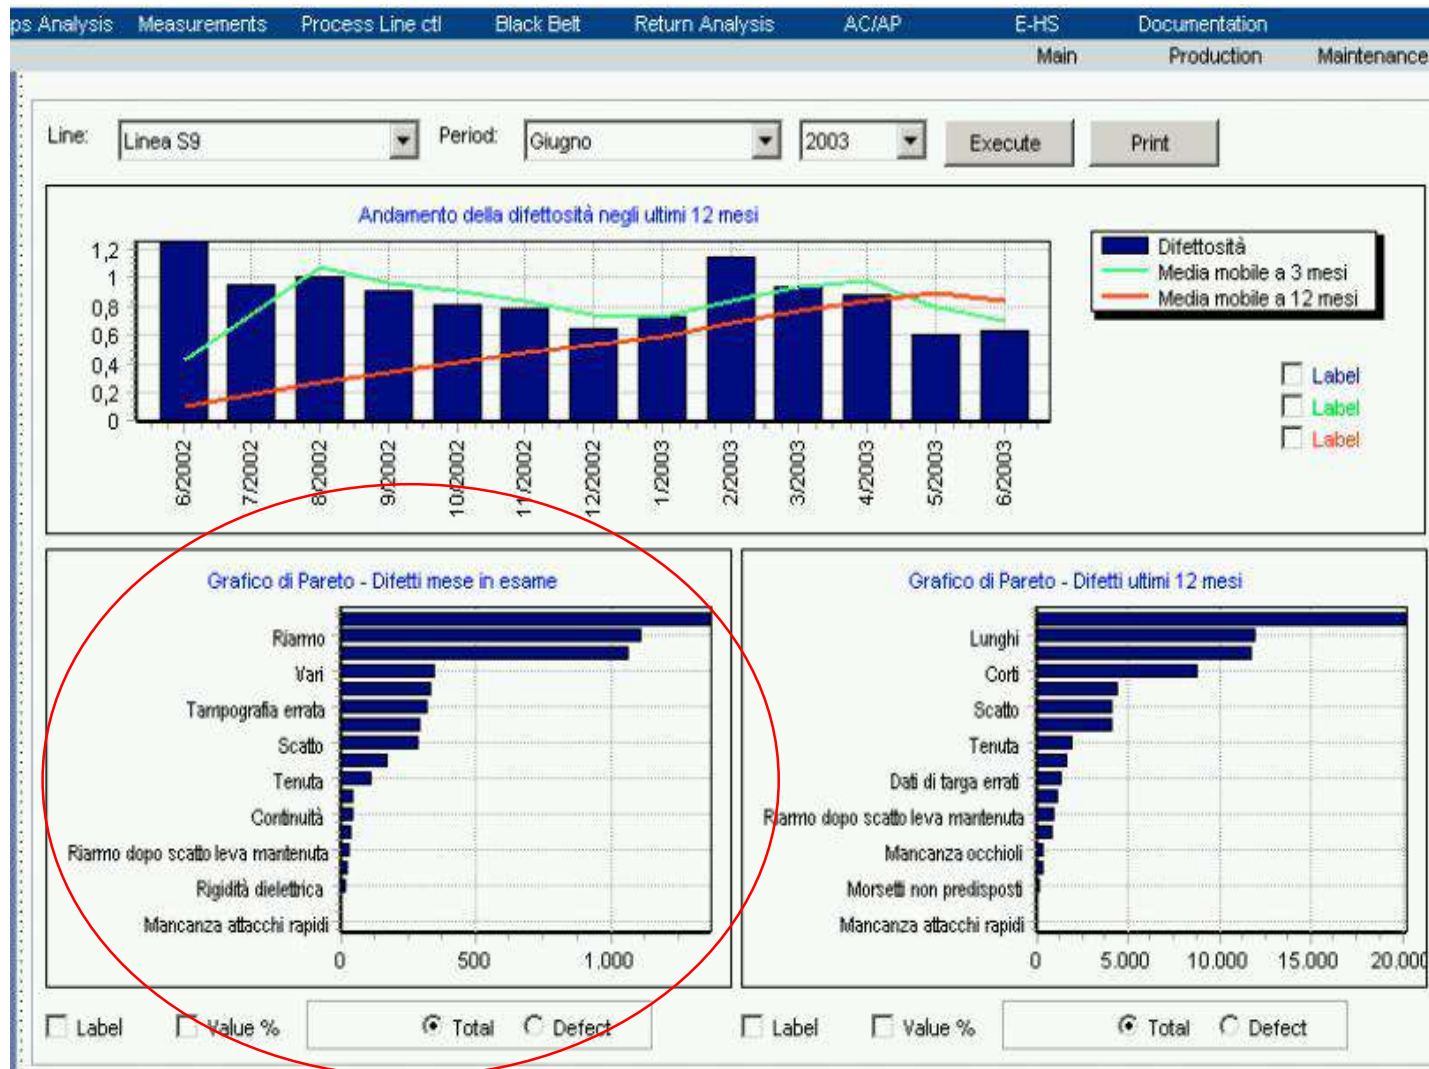 ps Analysis Measurements Process Line ctl Black Belt Return Analysis AC/AP E-HS Documentation
Main Production Maintenance
Line: Linea S9 Period: Giugno 2003 Execute Print
Andamento della difettosità negli ultimi 12 mesi
1,2
1
0,8
0,6
0,4
0,2
0
6/2002 7/2002 8/2002 9/2002 10/2002 11/2002 12/2002 1/2003 2/2003 3/2003 4/2003 5/2003 6/2003
Difettosità
Media mobile a 3 mesi
Media mobile a 12 mesi
Label
Label
Label
Grafico di Pareto - Difetti mese in esame
Riarmo
Vari
Tampografia errata
Scatto
Tenuta
Continuità
Riarmo dopo scatto leva mantenuta
Rigidità dielettrica
Mancanza attacchi rapidi
0 500 1.000
Label Value % Total Defect
Grafico di Pareto - Difetti ultimi 12 mesi
Lunghi
Corti
Scatto
Tenuta
Dati di targa errati
Riarmo dopo scatto leva mantenuta
Mancanza occhioli
Morsetti non predisposti
Mancanza attacchi rapidi
0 5.000 10.000 15.000 20.000
Label Value % Total Defect